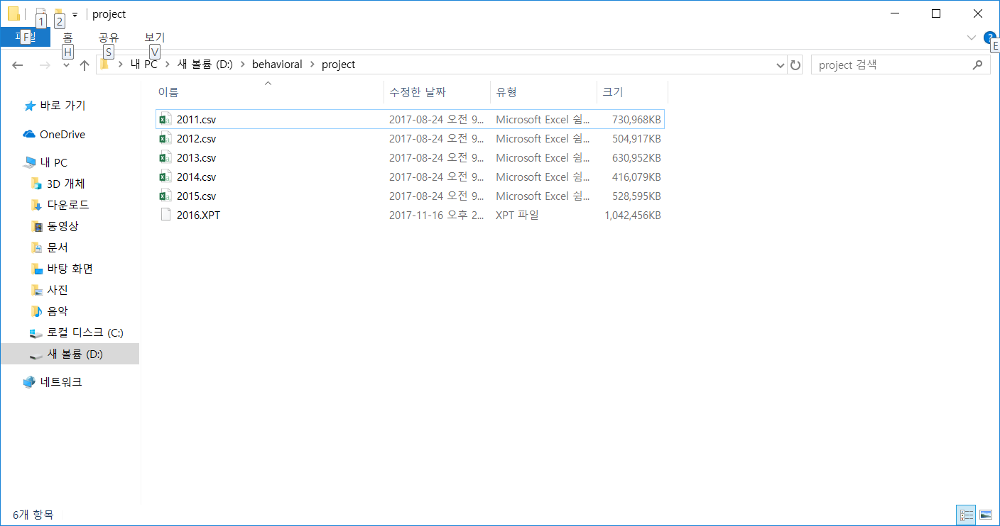 1 2 project
F 파일 홈 공유 보기
H S V E
내 PC 새 볼륨 (D:) behavioral project
project 검색
바로 가기
OneDrive
내 PC
3D 개체
다운로드
동영상
문서
바탕 화면
사진
음악
로컬 디스크 (C:)
새 볼륨 (D:)
네트워크
이름 수정한 날짜 유형 크기
2011.csv 2017-08-24 오전 9... Microsoft Excel 쉼... 730,968KB
2012.csv 2017-08-24 오전 9... Microsoft Excel 쉼... 504,917KB
2013.csv 2017-08-24 오전 9... Microsoft Excel 쉼... 630,952KB
2014.csv 2017-08-24 오전 9... Microsoft Excel 쉼... 416,079KB
2015.csv 2017-08-24 오전 9... Microsoft Excel 쉼... 528,595KB
2016.XPT 2017-11-16 오후 2... XPT 파일 1,042,456KB
6개 항목